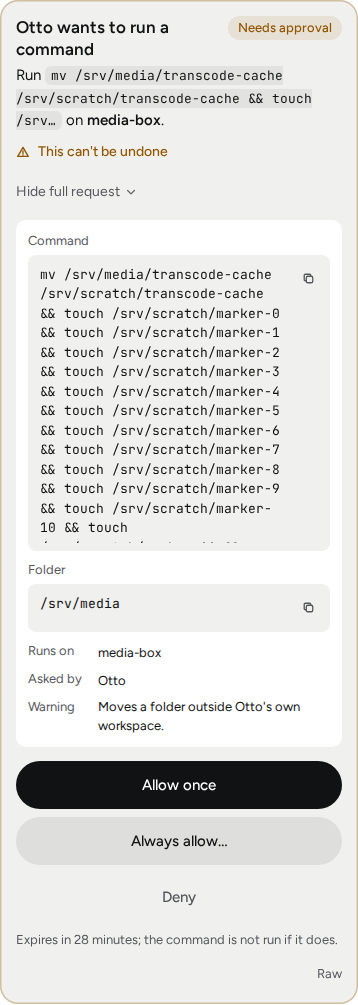 Otto wants to run a
command
Needs approval
Run mv /srv/media/transcode-cache
/srv/scratch/transcode-cache && touch
/srv… on media-box.
This can't be undone
Hide full request
Command
mv /srv/media/transcode-cache
/srv/scratch/transcode-cache
&& touch /srv/scratch/marker-0
&& touch /srv/scratch/marker-1
&& touch /srv/scratch/marker-2
&& touch /srv/scratch/marker-3
&& touch /srv/scratch/marker-4
&& touch /srv/scratch/marker-5
&& touch /srv/scratch/marker-6
&& touch /srv/scratch/marker-7
&& touch /srv/scratch/marker-8
&& touch /srv/scratch/marker-9
&& touch /srv/scratch/marker-
10 && touch
Folder
/srv/media
Runs on media-box
Asked by Otto
Warning Moves a folder outside Otto's own
workspace.
Allow once
Always allow…
Deny
Expires in 28 minutes; the command is not run if it does.
Raw